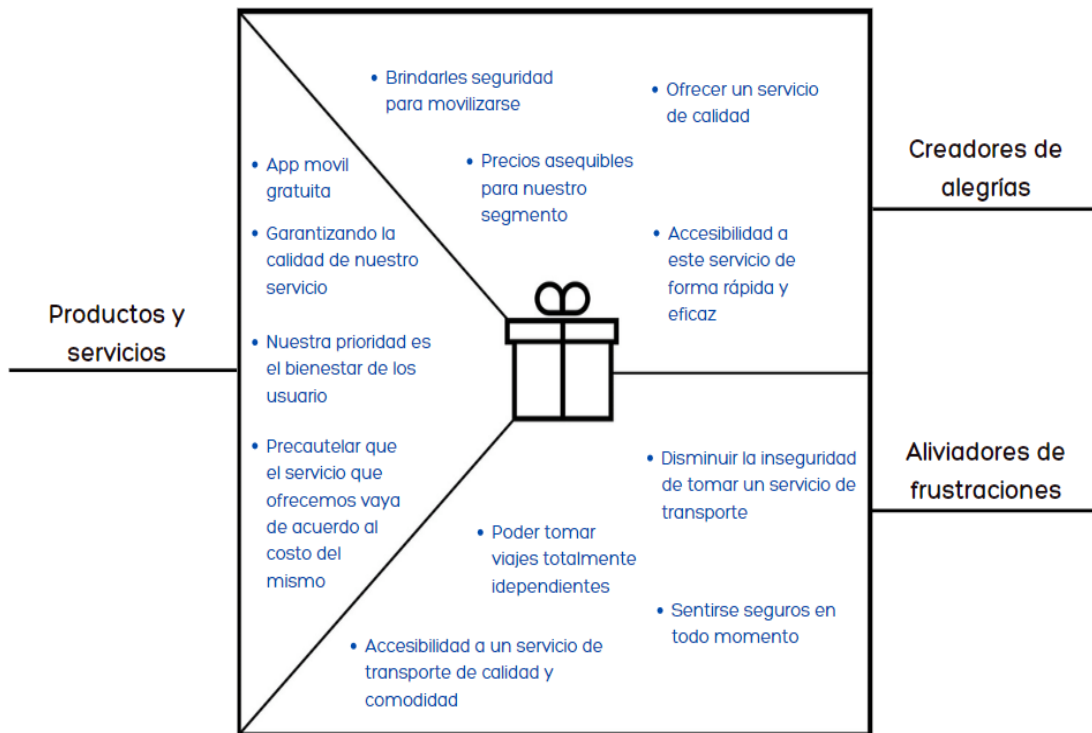 Productos y
servicios
• App movil
gratuita
• Garantizando la
calidad de nuestro
servicio
• Nuestra prioridad es
el bienestar de los
usuario
• Precautelar que
el servicio que
ofrecemos vaya
de acuerdo al
costo del
mismo
• Brindarles seguridad
para movilizarse
• Ofrecer un servicio
de calidad
• Precios asequibles
para nuestro
segmento
• Accesibilidad a
este servicio de
forma rápida y
eficaz
Creadores de
alegrías
• Disminuir la inseguridad
de tomar un servicio de
transporte
• Poder tomar
viajes totalmente
idependientes
• Sentirse seguros en
todo momento
• Accesibilidad a un servicio de
transporte de calidad y
comodidad
Aliviadores de
frustraciones